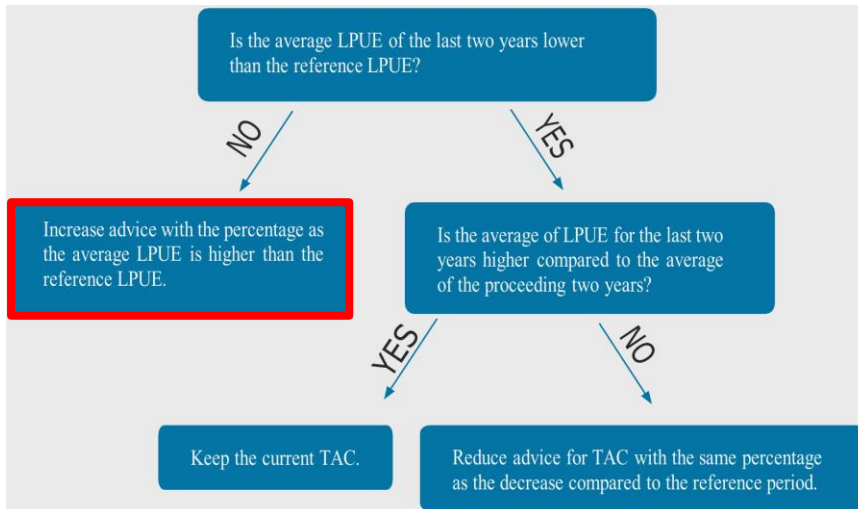 Is the average LPUE of the last two years lower
than the reference LPUE?
NO
YES
Increase advice with the percentage as
the average LPUE is higher than the
reference LPUE.
Is the average of LPUE for the last two
years higher compared to the average
of the proceeding two years?
YES
NO
Keep the current TAC.
Reduce advice for TAC with the same percentage
as the decrease compared to the reference period.